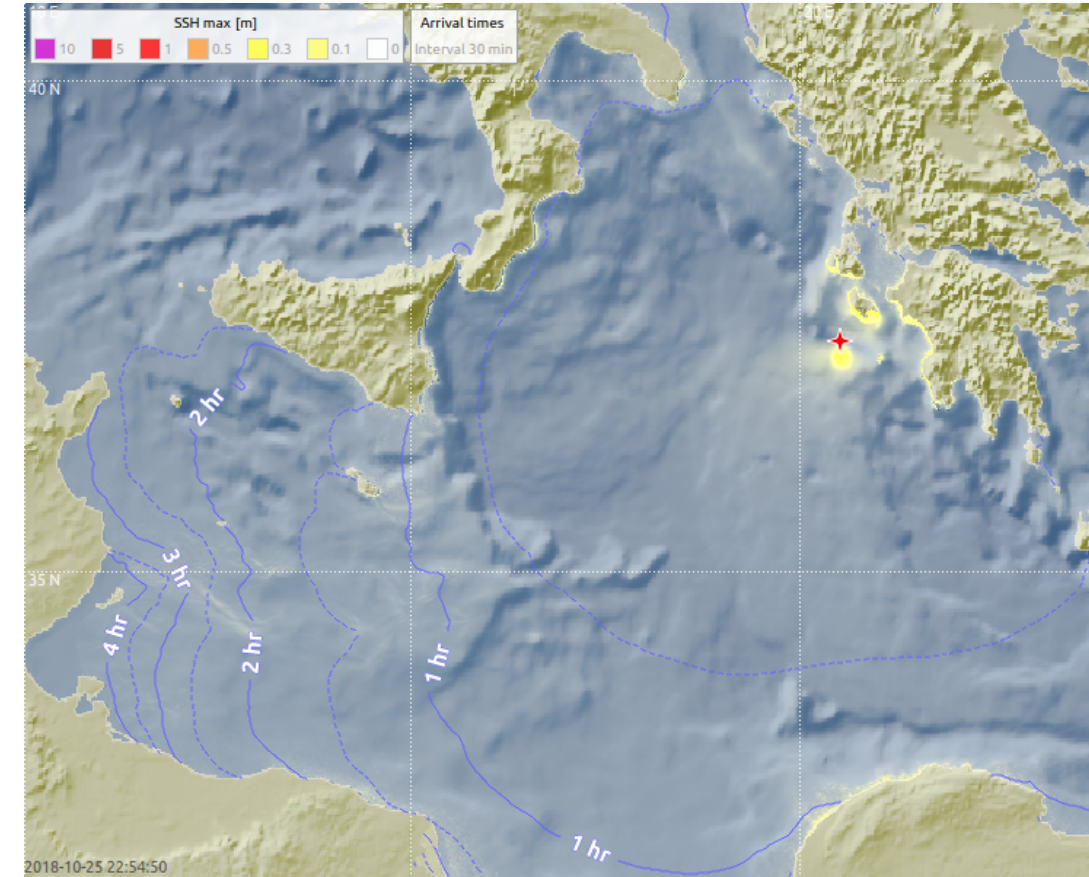 SSH max [m]
Arrival times
10 5 1 0.5 0.3 0.1 0
Interval 30 min
40 N
2 hr
3 hr
35 N
4 hr
2 hr
1 hr
1 hr
2018-10-25 22:54:50